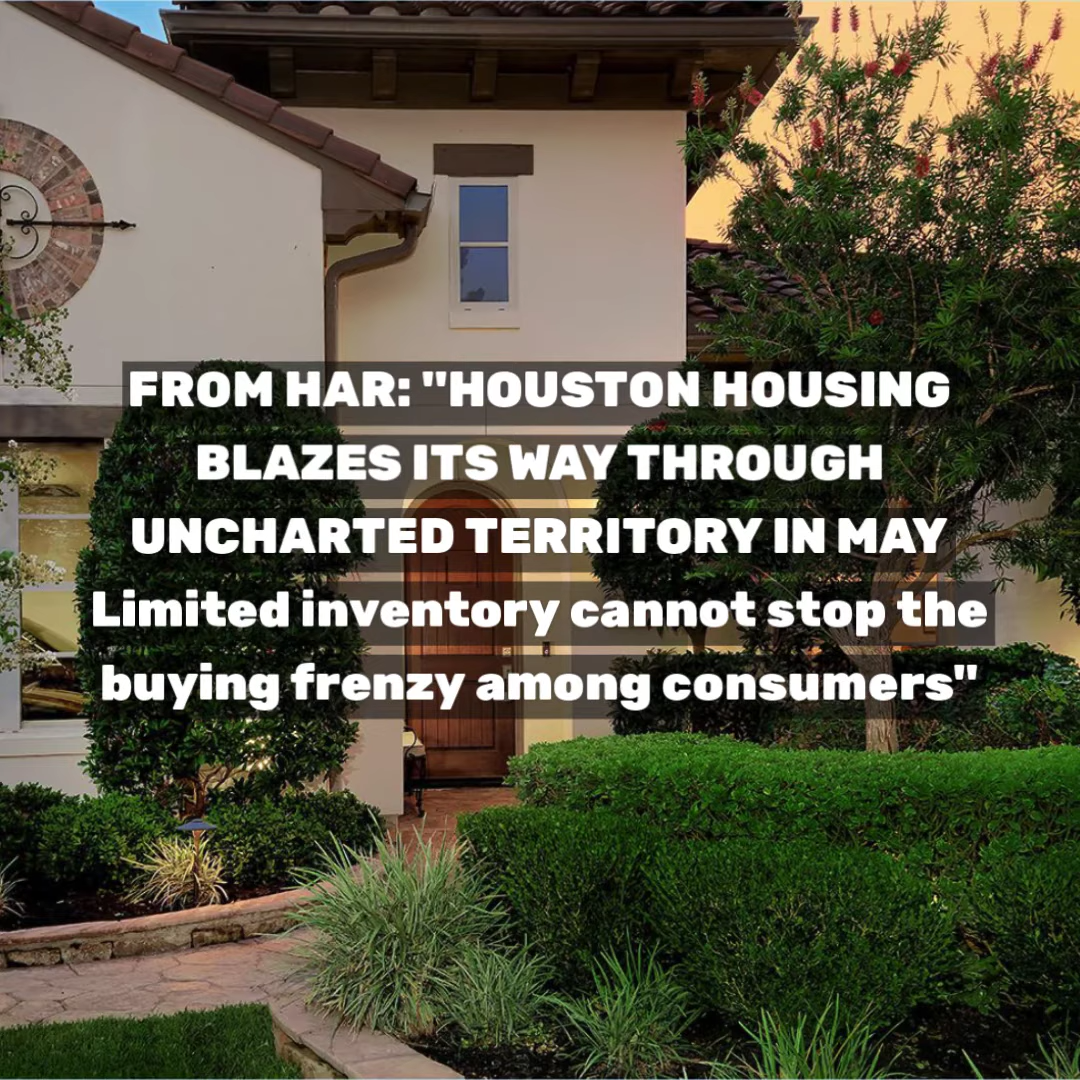 FROM HAR: "HOUSTON HOUSING
BLAZES ITS WAY THROUGH
UNCHARTED TERRITORY IN MAY
Limited inventory cannot stop the
buying frenzy among consumers"